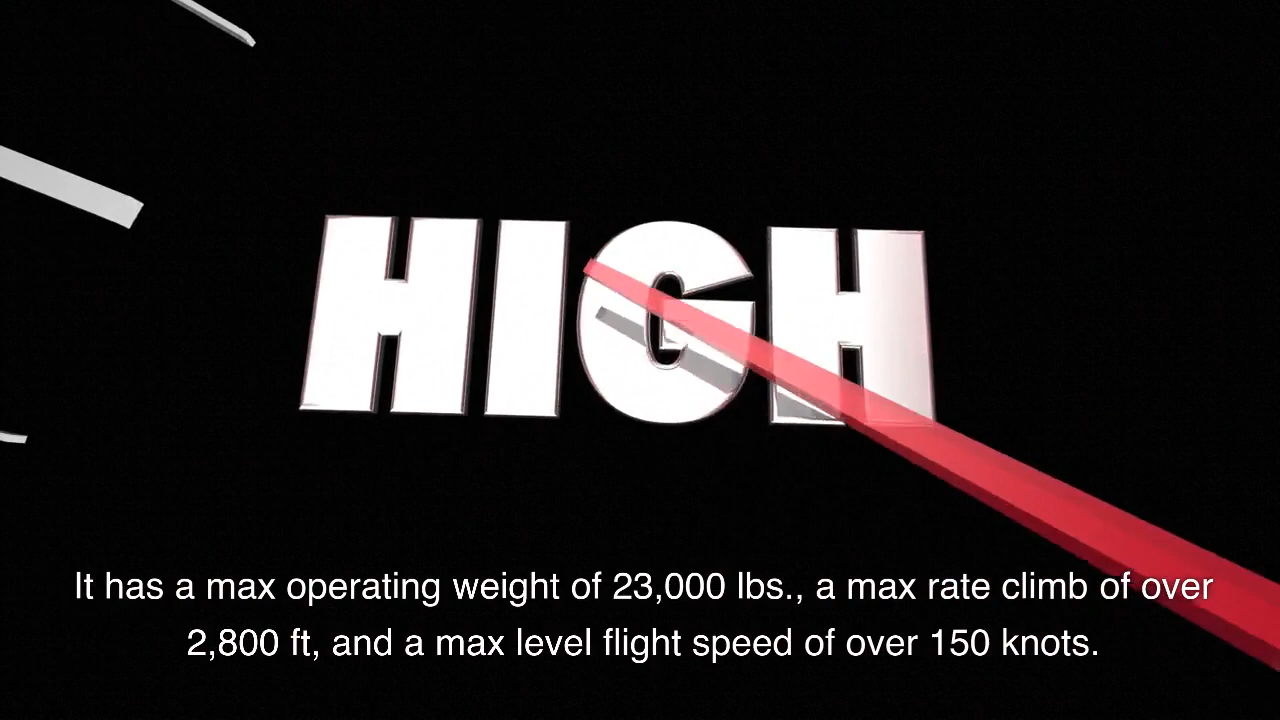 HIGH
It has a max operating weight of 23,000 lbs., a max rate climb of over
2,800 ft, and a max level flight speed of over 150 knots.